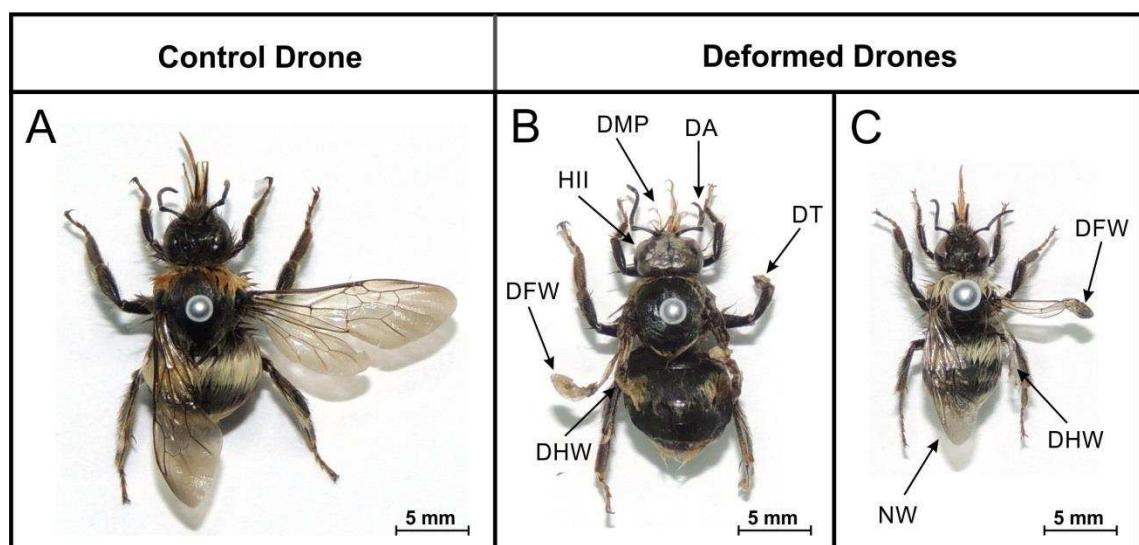 Control Drone
Deformed Drones
A
5 mm
B
DMP
DA
HII
DT
DFW
DHW
5 mm
C
DFW
DHW
NW
5 mm